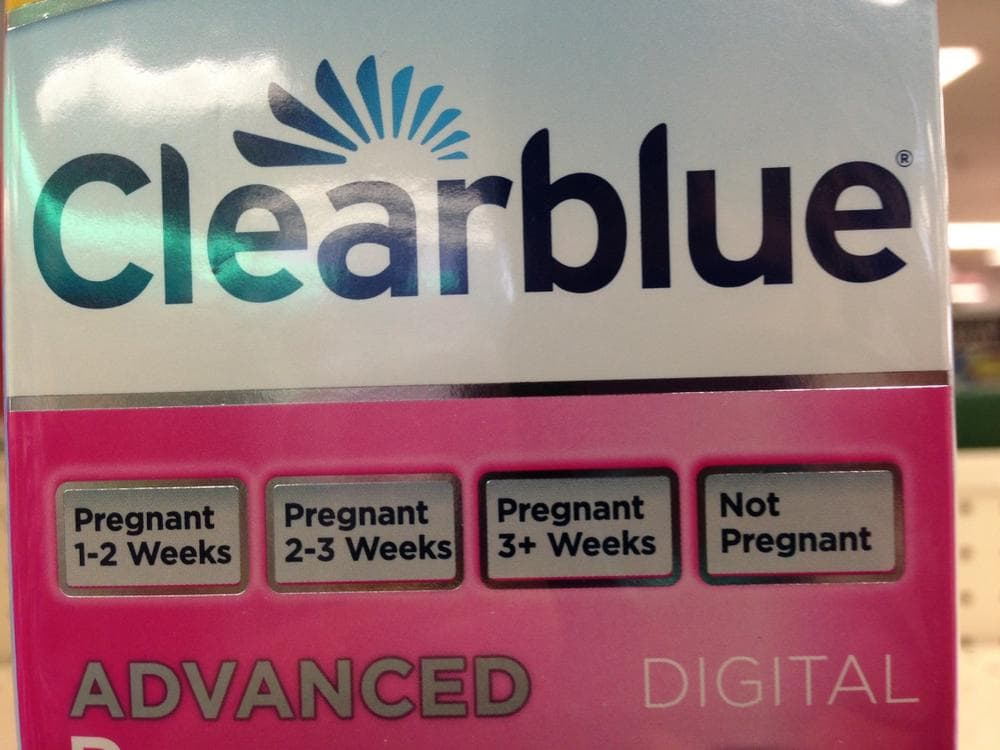 Clearblue®
Pregnant
1-2 Weeks
Pregnant
2-3 Weeks
Pregnant
3+ Weeks
Not
Pregnant
ADVANCED DIGITAL